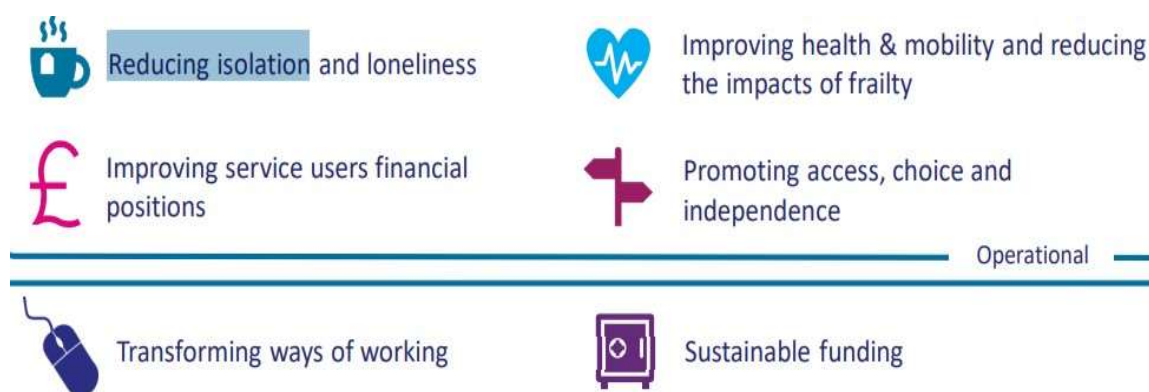 Reducing isolation and loneliness
Improving health & mobility and reducing
the impacts of frailty
Improving service users financial
positions
Promoting access, choice and
independence
Operational
Transforming ways of working
Sustainable funding